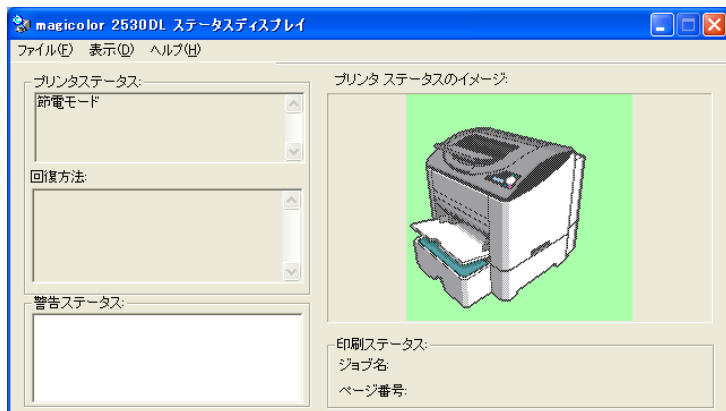 magicolor 2530DL ステータスディスプレイ
ファイル(F) 表示(D) ヘルプ(H)
プリンタステータス:
節電モード
回復方法:
警告ステータス:
プリンタ ステータスのイメージ:
印刷ステータス:
ジョブ名:
ページ番号: